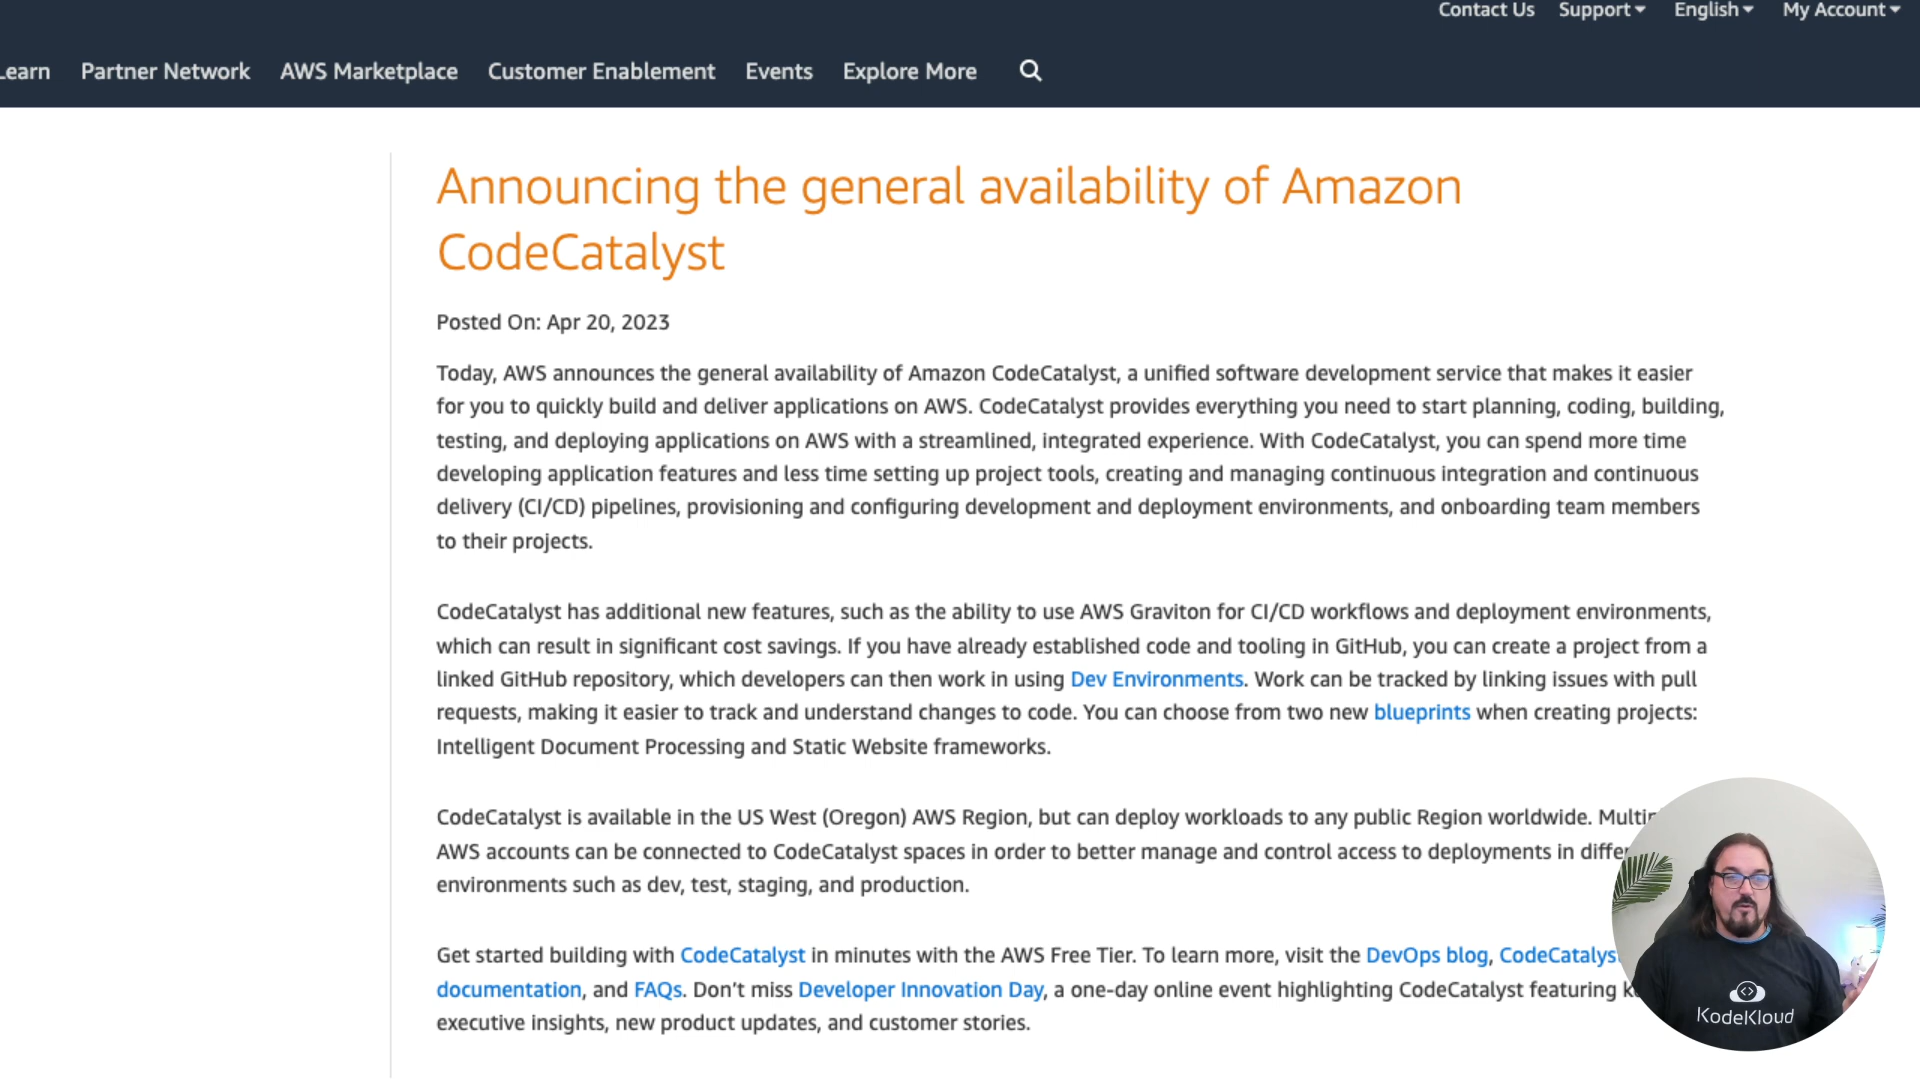 Contact Us Support English My Account
Learn Partner Network AWS Marketplace Customer Enablement Events Explore More
Announcing the general availability of Amazon
CodeCatalyst
Posted On: Apr 20, 2023
Today, AWS announces the general availability of Amazon CodeCatalyst, a unified software development service that makes it easier
for you to quickly build and deliver applications on AWS. CodeCatalyst provides everything you need to start planning, coding, building,
testing, and deploying applications on AWS with a streamlined, integrated experience. With CodeCatalyst, you can spend more time
developing application features and less time setting up project tools, creating and managing continuous integration and continuous
delivery (CI/CD) pipelines, provisioning and configuring development and deployment environments, and onboarding team members
to their projects.
CodeCatalyst has additional new features, such as the ability to use AWS Graviton for CI/CD workflows and deployment environments,
which can result in significant cost savings. If you have already established code and tooling in GitHub, you can create a project from a
linked GitHub repository, which developers can then work in using Dev Environments. Work can be tracked by linking issues with pull
requests, making it easier to track and understand changes to code. You can choose from two new blueprints when creating projects:
Intelligent Document Processing and Static Website frameworks.
CodeCatalyst is available in the US West (Oregon) AWS Region, but can deploy workloads to any public Region worldwide.
AWS accounts can be connected to CodeCatalyst spaces in order to better manage and control access to deployments in
environments such as dev, test, staging, and production.
Get started building with CodeCatalyst in minutes with the AWS Free Tier. To learn more, visit the DevOps blog, CodeCatalyst
documentation, and FAQs. Don't miss Developer Innovation Day, a one-day online event highlighting CodeCatalyst featuring
executive insights, new product updates, and customer stories.
KodeKloud